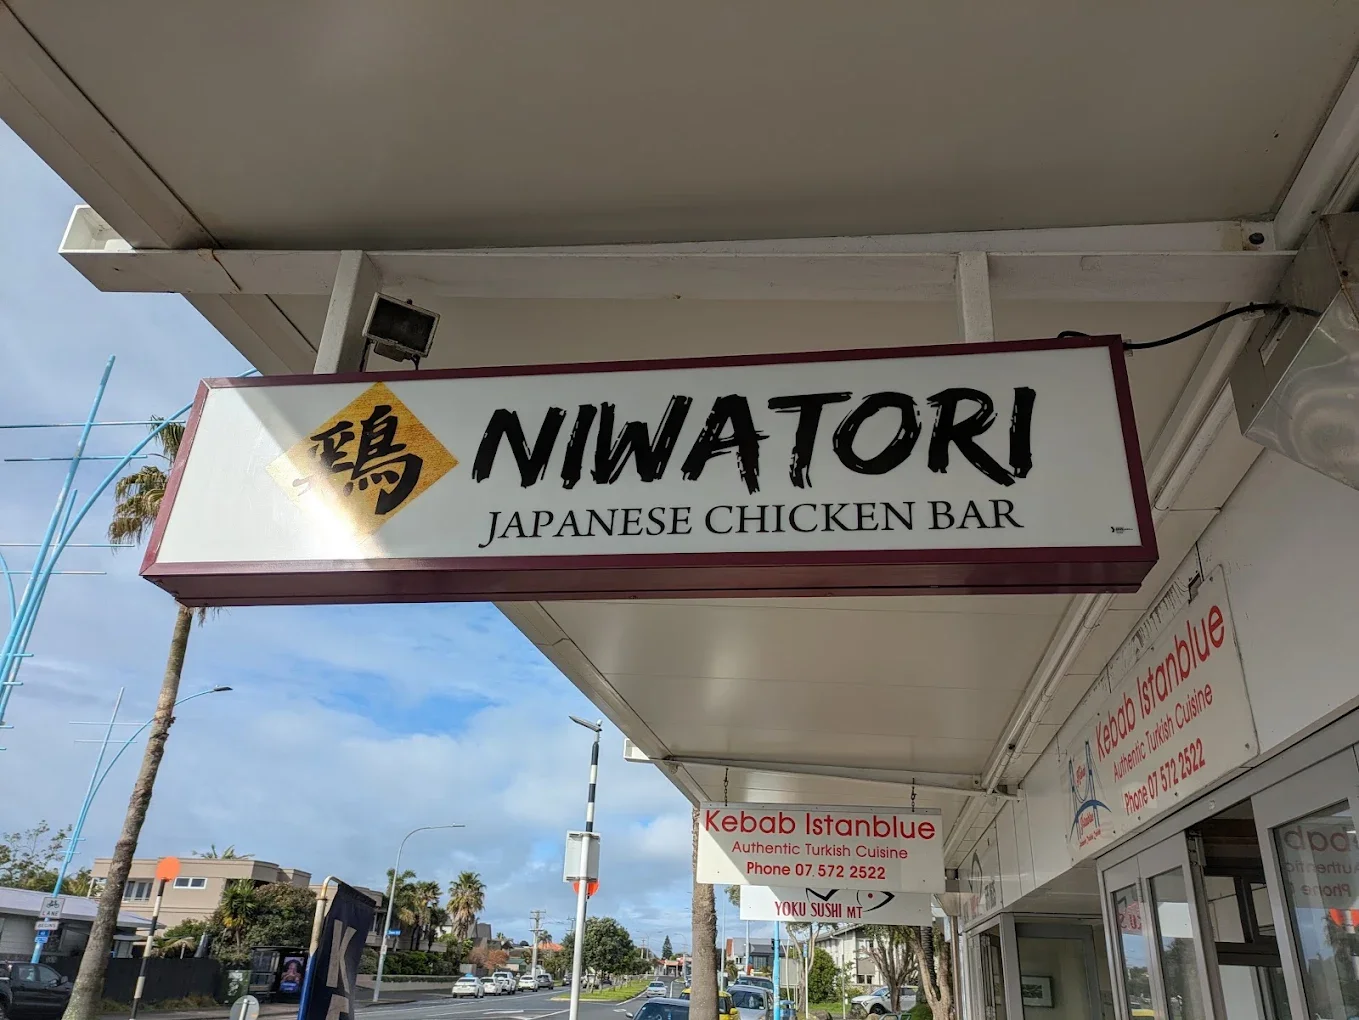 鶏
NIWATORI
JAPANESE CHICKEN BAR
Kebab Istanblue
Authentic Turkish Cuisine
Phone 07 572 2522
Kebab Istanblue
Authentic Turkish Cuisine
Phone 07 572 2522
YOKU SUSHI MT
LANE
K